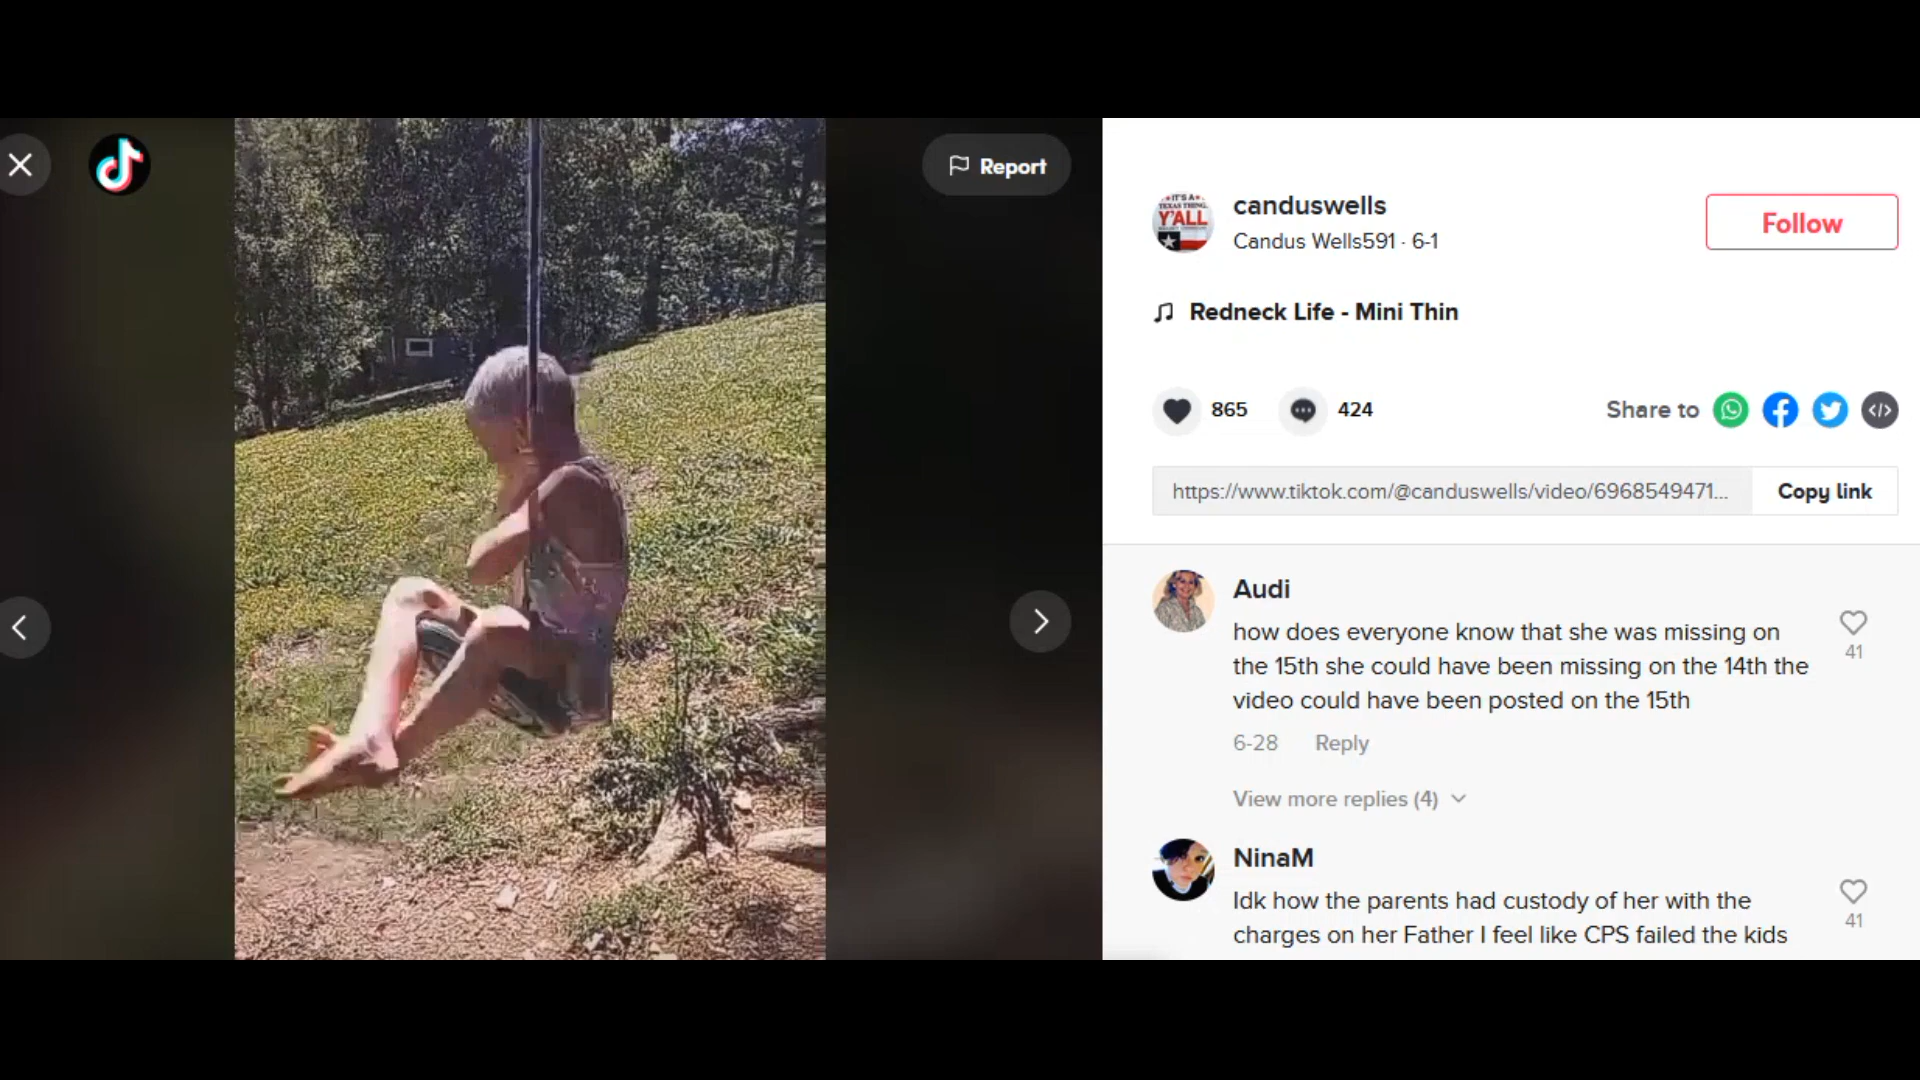 Report
IT'S A
TEXAS THING
Y'ALL
canduswells
Candus Wells591 · 6-1
Follow
Redneck Life - Mini Thin
865
424
Share to
https://www.tiktok.com/@canduswells/video/6968549471...
Copy link
Audi
how does everyone know that she was missing on
the 15th she could have been missing on the 14th the
video could have been posted on the 15th
41
6-28 Reply
View more replies (4)
NinaM
Idk how the parents had custody of her with the
charges on her Father I feel like CPS failed the kids
41